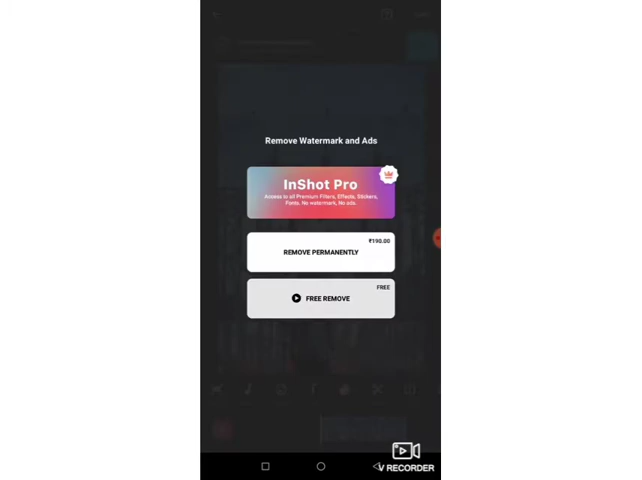 Remove Watermark and Ads
InShot Pro
Access to all Premium Filters, Effects, Stickers,
Fonts, No watermark, No ads.
₹190.00
REMOVE PERMANENTLY
FREE
FREE REMOVE
V RECORDER